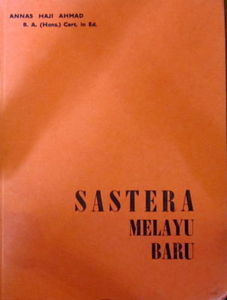 ANNAS HAJI AHMAD
B. A. (Hons.) Cert. in Ed.
SASTERA
MELAYU
BARU